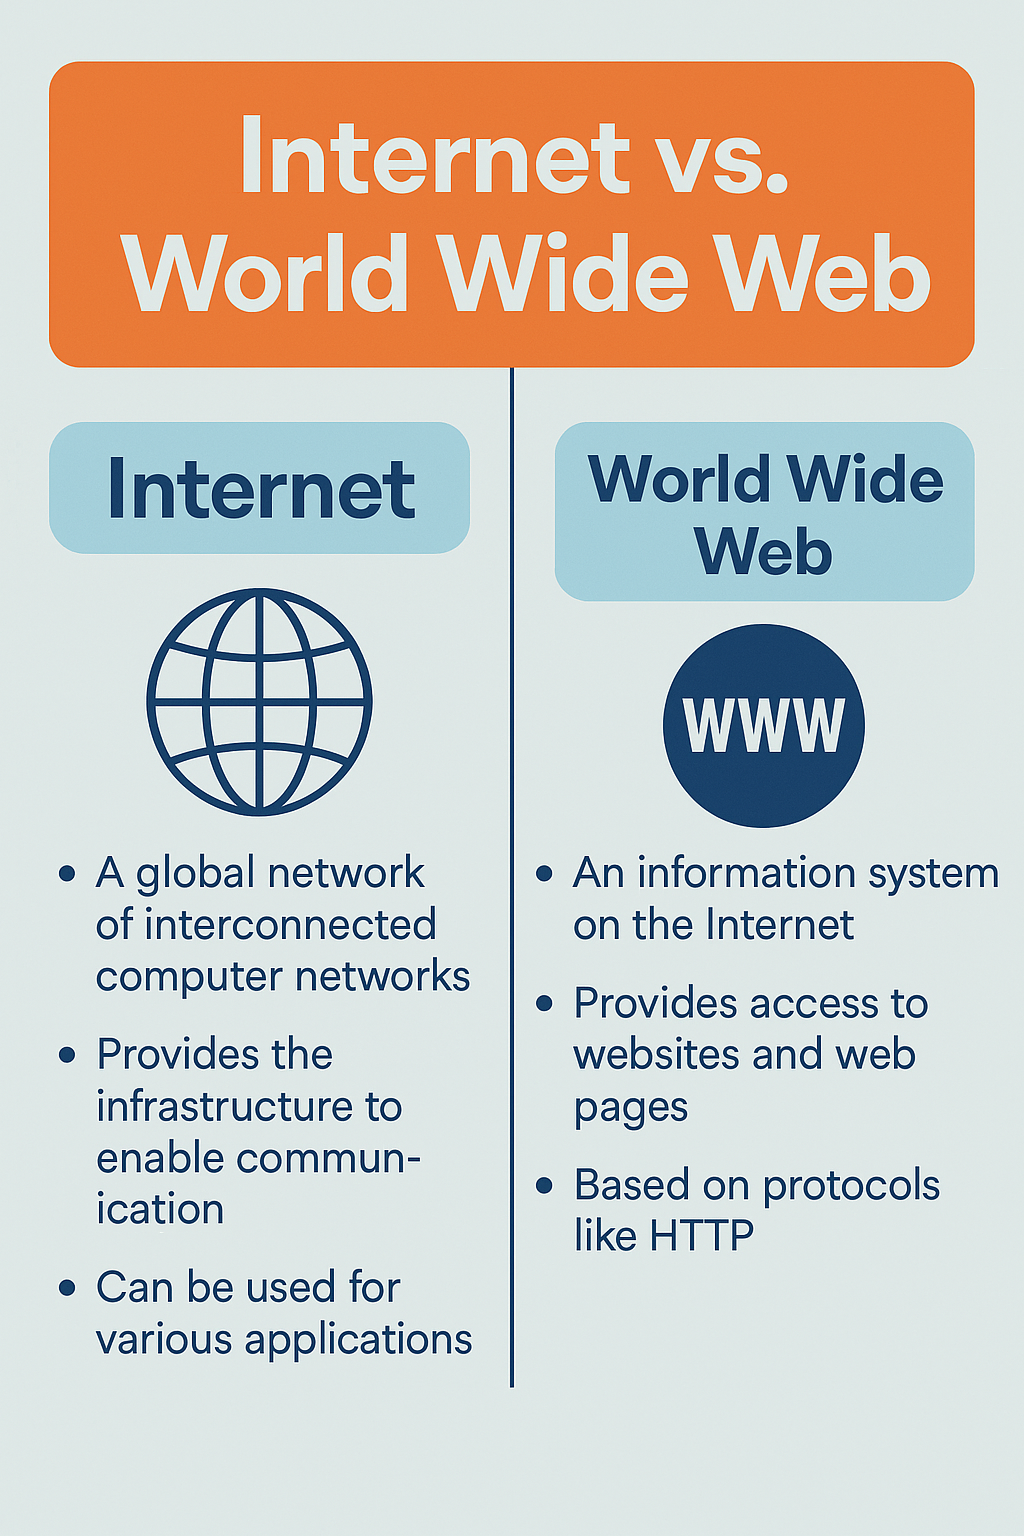 Internet vs.
World Wide Web
Internet
• A global network
of interconnected
computer networks
• Provides the
infrastructure to
enable commun-
ication
• Can be used for
various applications
World Wide
Web
WWW
• An information system
on the Internet
• Provides access to
websites and web
pages
• Based on protocols
like HTTP